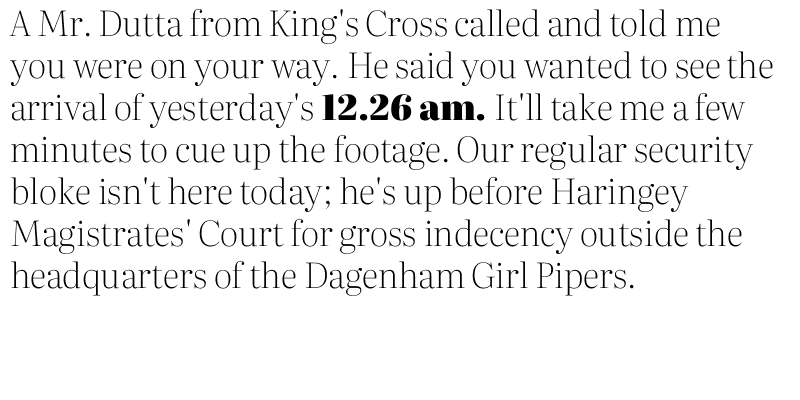 A Mr. Dutta from King's Cross called and told me
you were on your way. He said you wanted to see the
arrival of yesterday's 12.26 am. It'll take me a few
minutes to cue up the footage. Our regular security
bloke isn't here today; he's up before Haringey
Magistrates' Court for gross indecency outside the
headquarters of the Dagenham Girl Pipers.